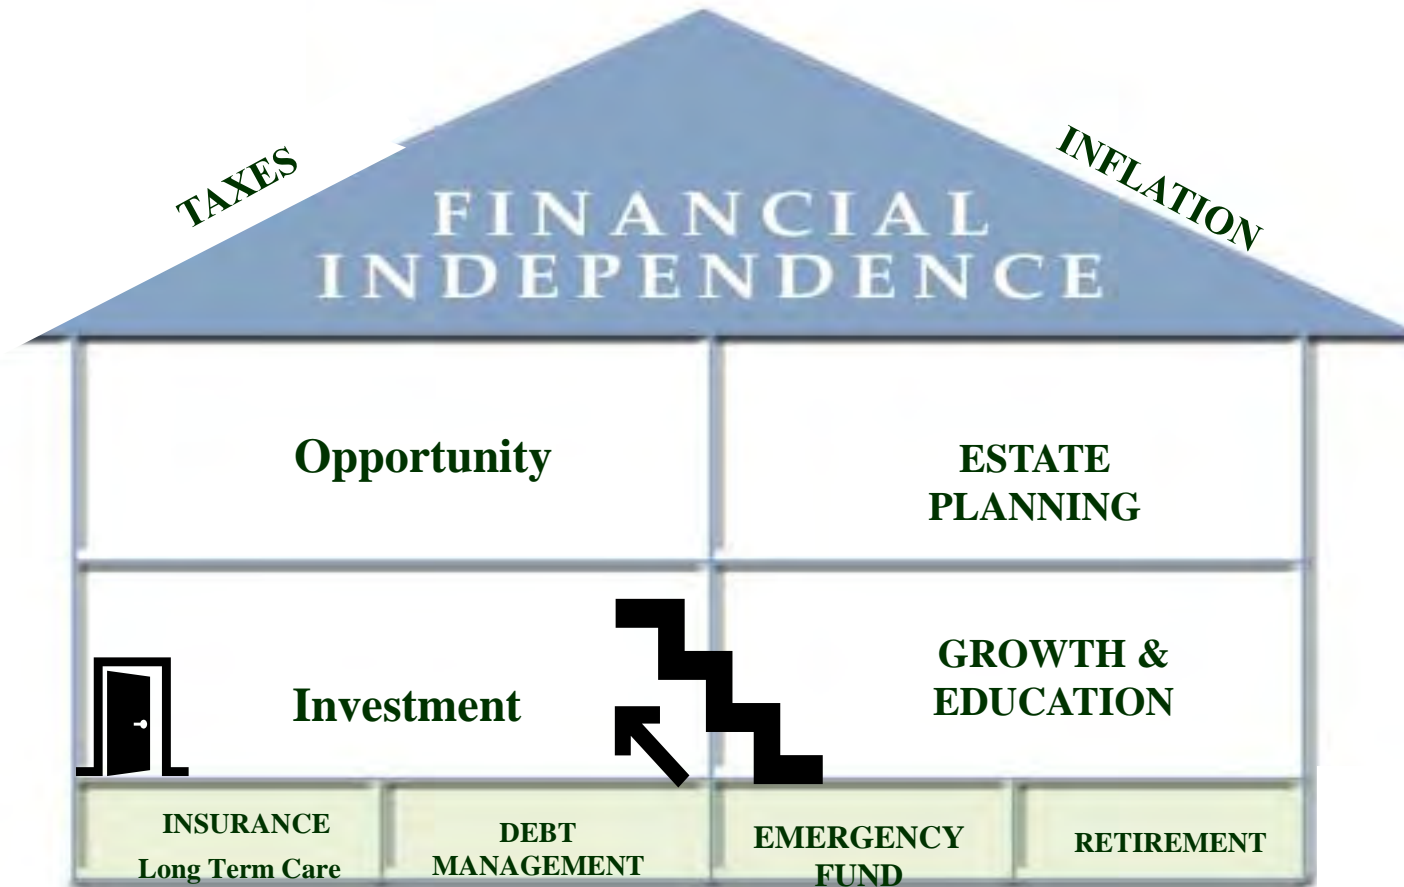 TAXES
INFLATION
FINANCIAL
INDEPENDENCE
Opportunity
ESTATE
PLANNING
Investment
GROWTH &
EDUCATION
INSURANCE
Long Term Care
DEBT
MANAGEMENT
EMERGENCY
FUND
RETIREMENT